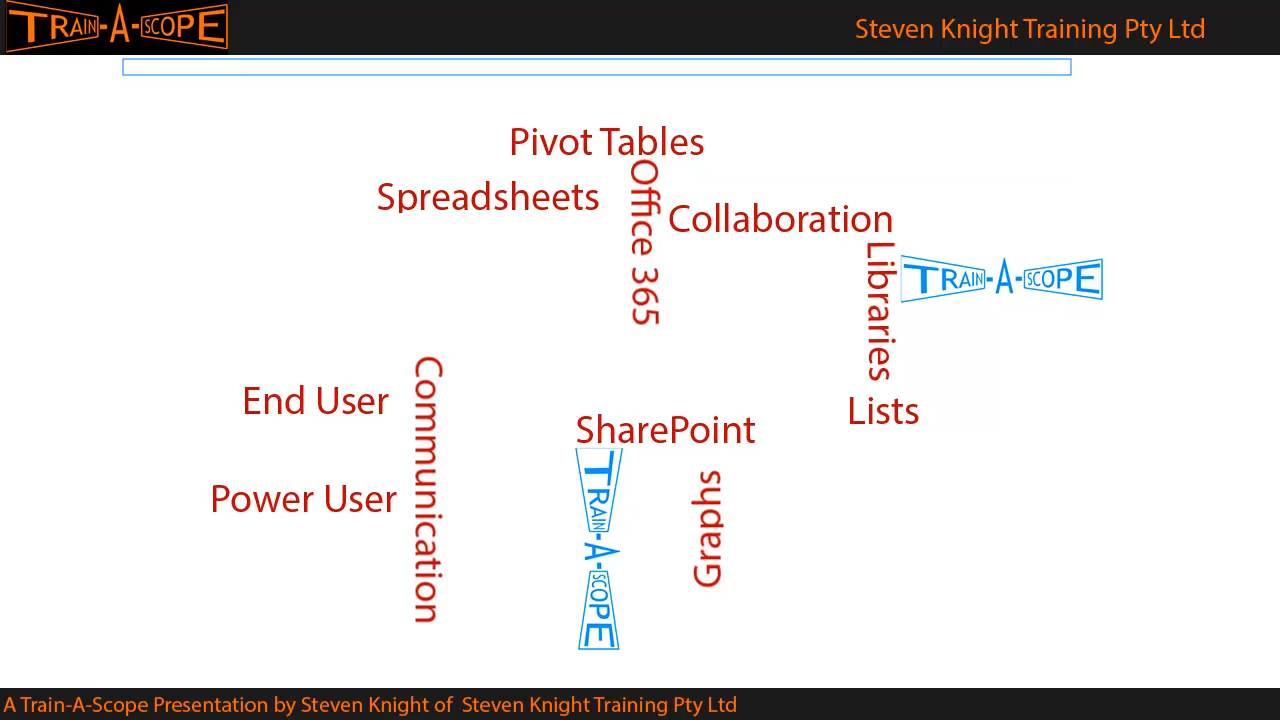 TRAIN-A-SCOPE
Steven Knight Training Pty Ltd
Pivot Tables
Office 365
Spreadsheets
Collaboration
Libraries
TRAIN-A-SCOPE
Communication
End User
Lists
SharePoint
TRAIN-A-SCOPE
Graphs
Power User
A Train-A-Scope Presentation by Steven Knight of Steven Knight Training Pty Ltd